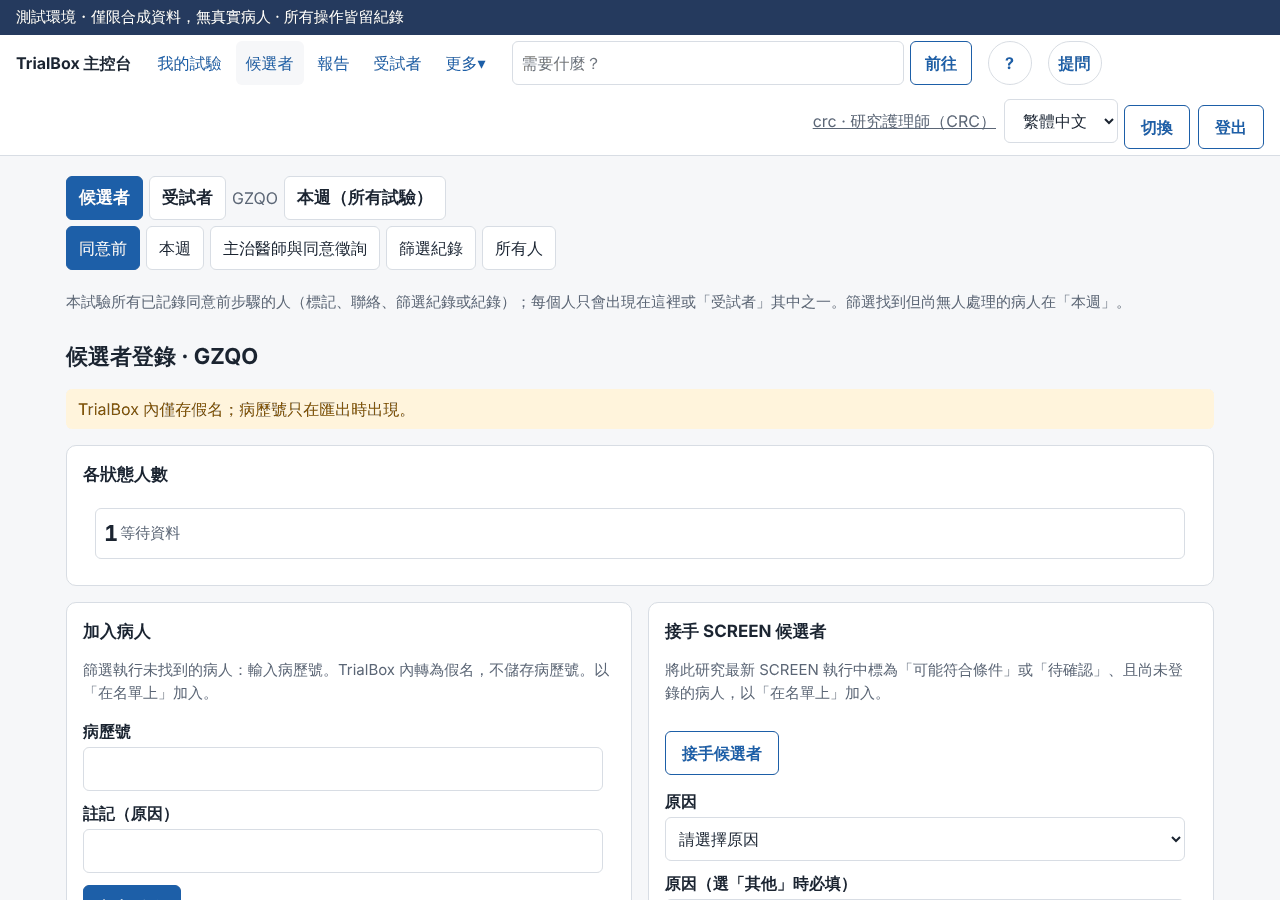 測試環境・僅限合成資料，無真實病人 · 所有操作皆留紀錄
TrialBox 主控台 我的試驗 候選者 報告 受試者 更多▾ 需要什麼？ 前往 ? 提問
crc · 研究護理師（CRC） 繁體中文 切換 登出
候選者 受試者 GZQO 本週（所有試驗）
同意前 本週 主治醫師與同意徵詢 篩選紀錄 所有人
本試驗所有已記錄同意前步驟的人（標記、聯絡、篩選紀錄或紀錄）；每個人只會出現在這裡或「受試者」其中之一。篩選找到但尚無人處理的病人在「本週」。
候選者登錄 · GZQO
TrialBox 內僅存假名；病歷號只在匯出時出現。
各狀態人數
1 等待資料
加入病人
篩選執行未找到的病人：輸入病歷號。TrialBox 內轉為假名，不儲存病歷號。以
「在名單上」加入。
病歷號
註記（原因）
接手 SCREEN 候選者
將此研究最新 SCREEN 執行中標為「可能符合條件」或「待確認」、且尚未登
錄的病人，以「在名單上」加入。
接手候選者
原因
請選擇原因
原因（選「其他」時必填）